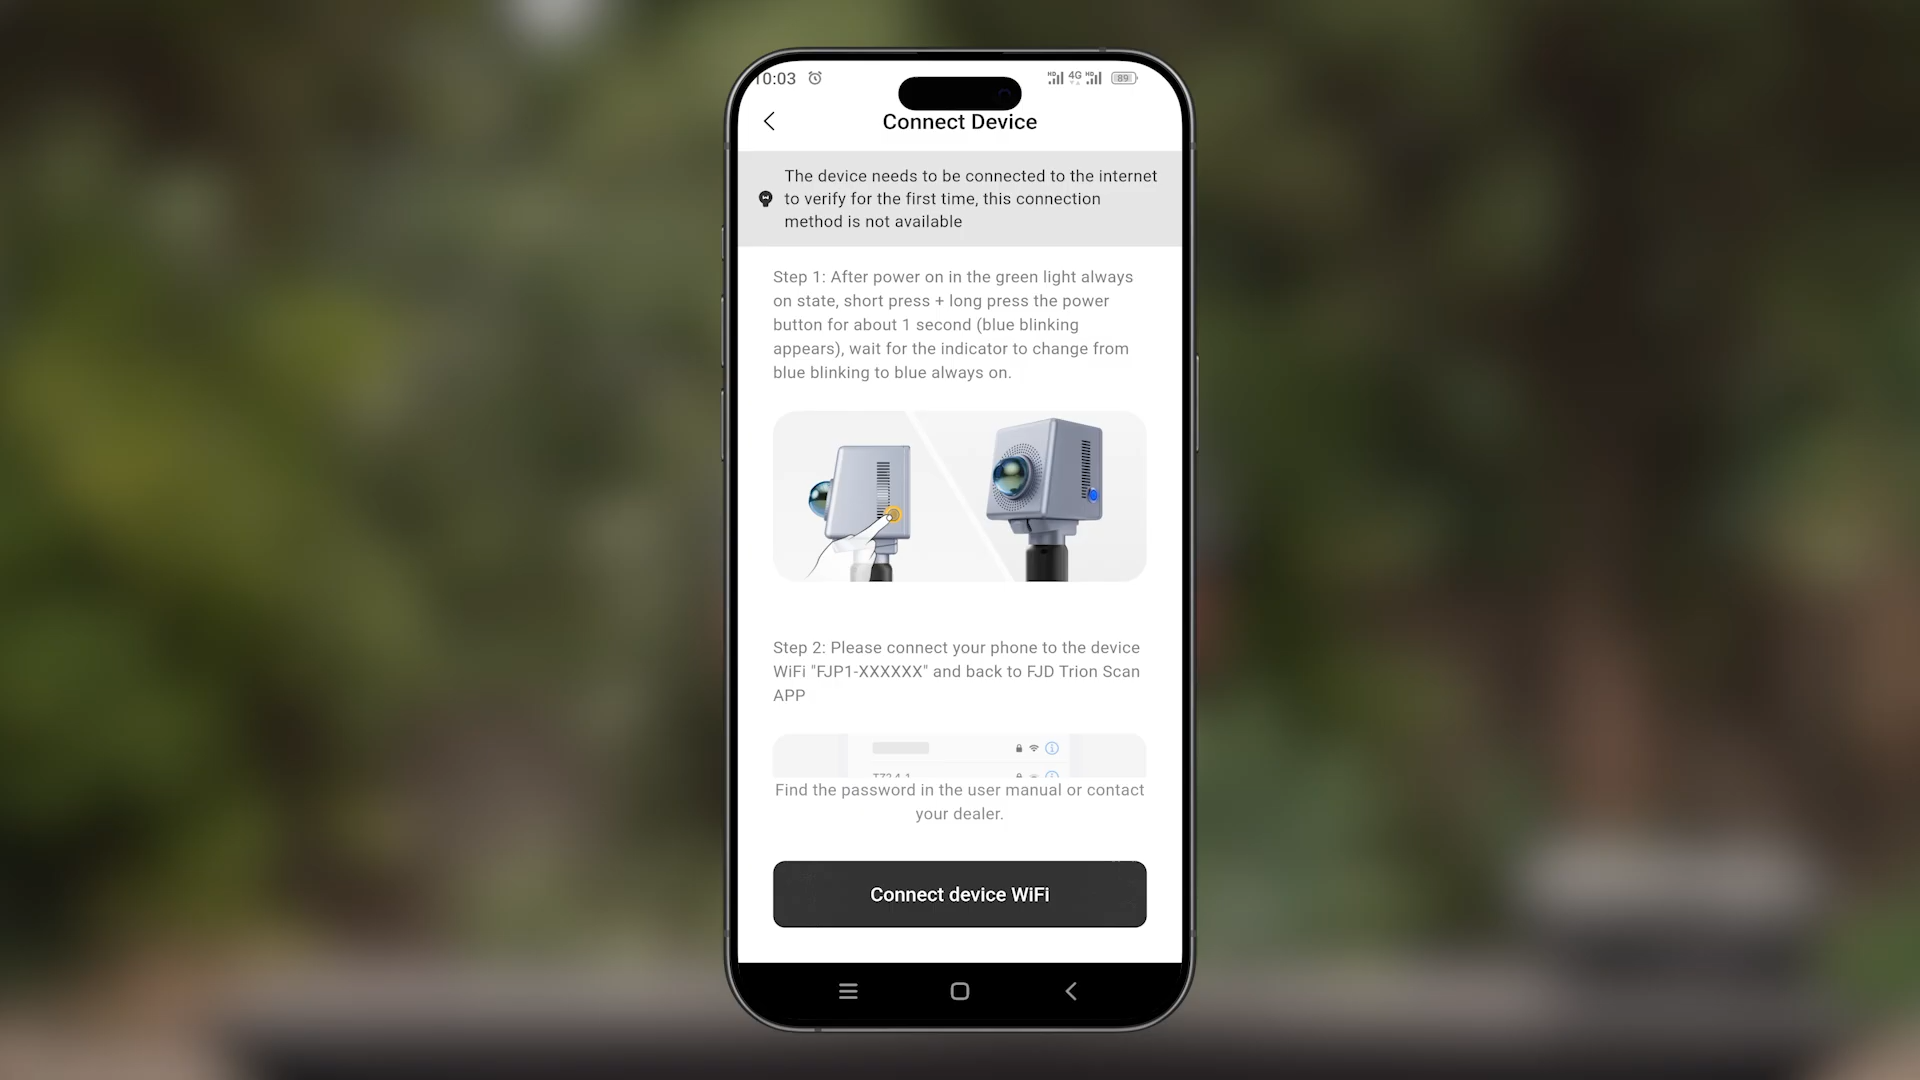 10:03
HD 4G HD 89
Connect Device
The device needs to be connected to the internet
to verify for the first time, this connection
method is not available
Step 1: After power on in the green light always
on state, short press + long press the power
button for about 1 second (blue blinking
appears), wait for the indicator to change from
blue blinking to blue always on.
Step 2: Please connect your phone to the device
WiFi "FJP1-XXXXXX" and back to FJD Trion Scan
APP
Find the password in the user manual or contact
your dealer.
Connect device WiFi